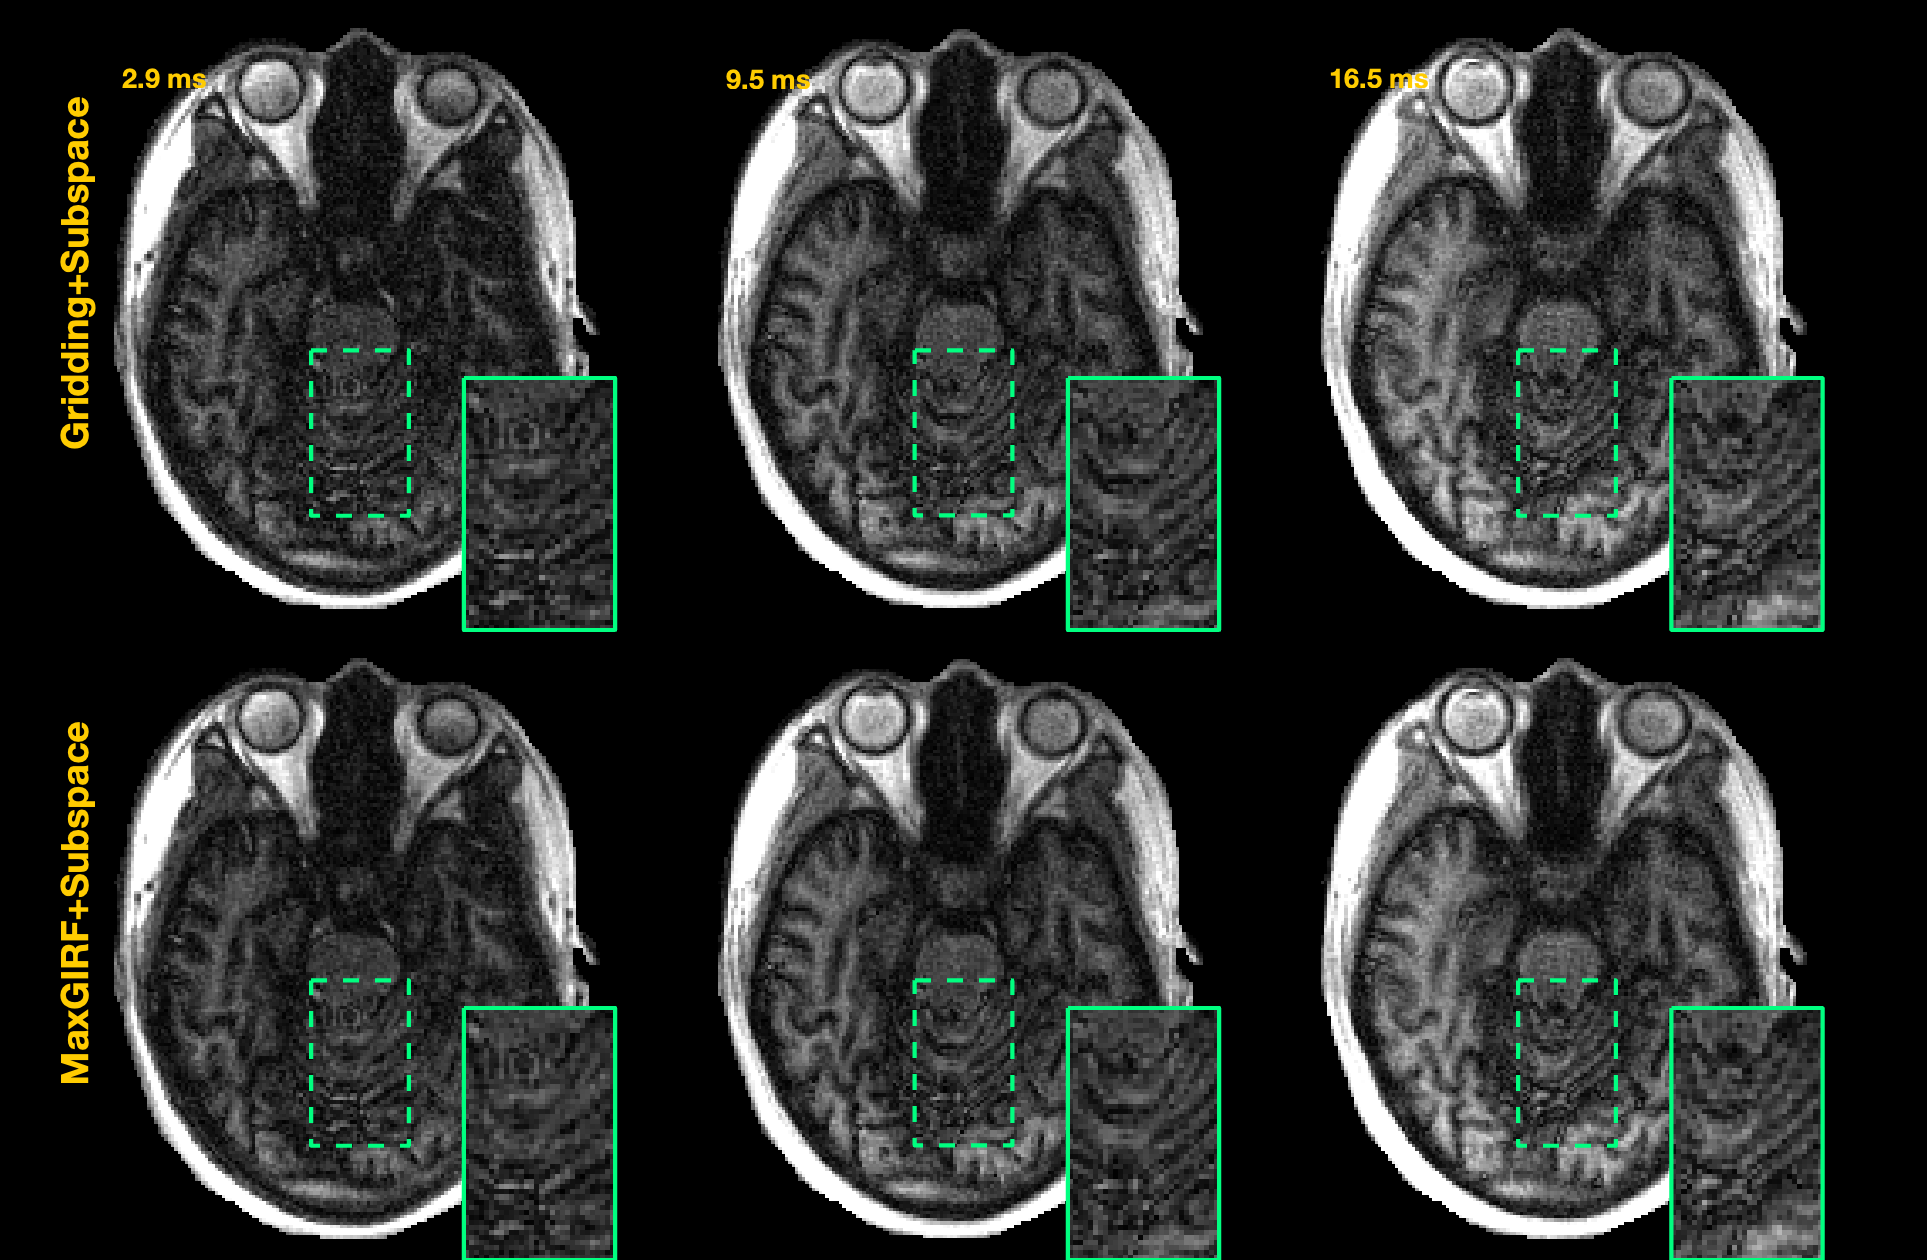 2.9 ms
9.5 ms
16.5 ms
Gridding+Subspace
MaxGIRF+Subspace